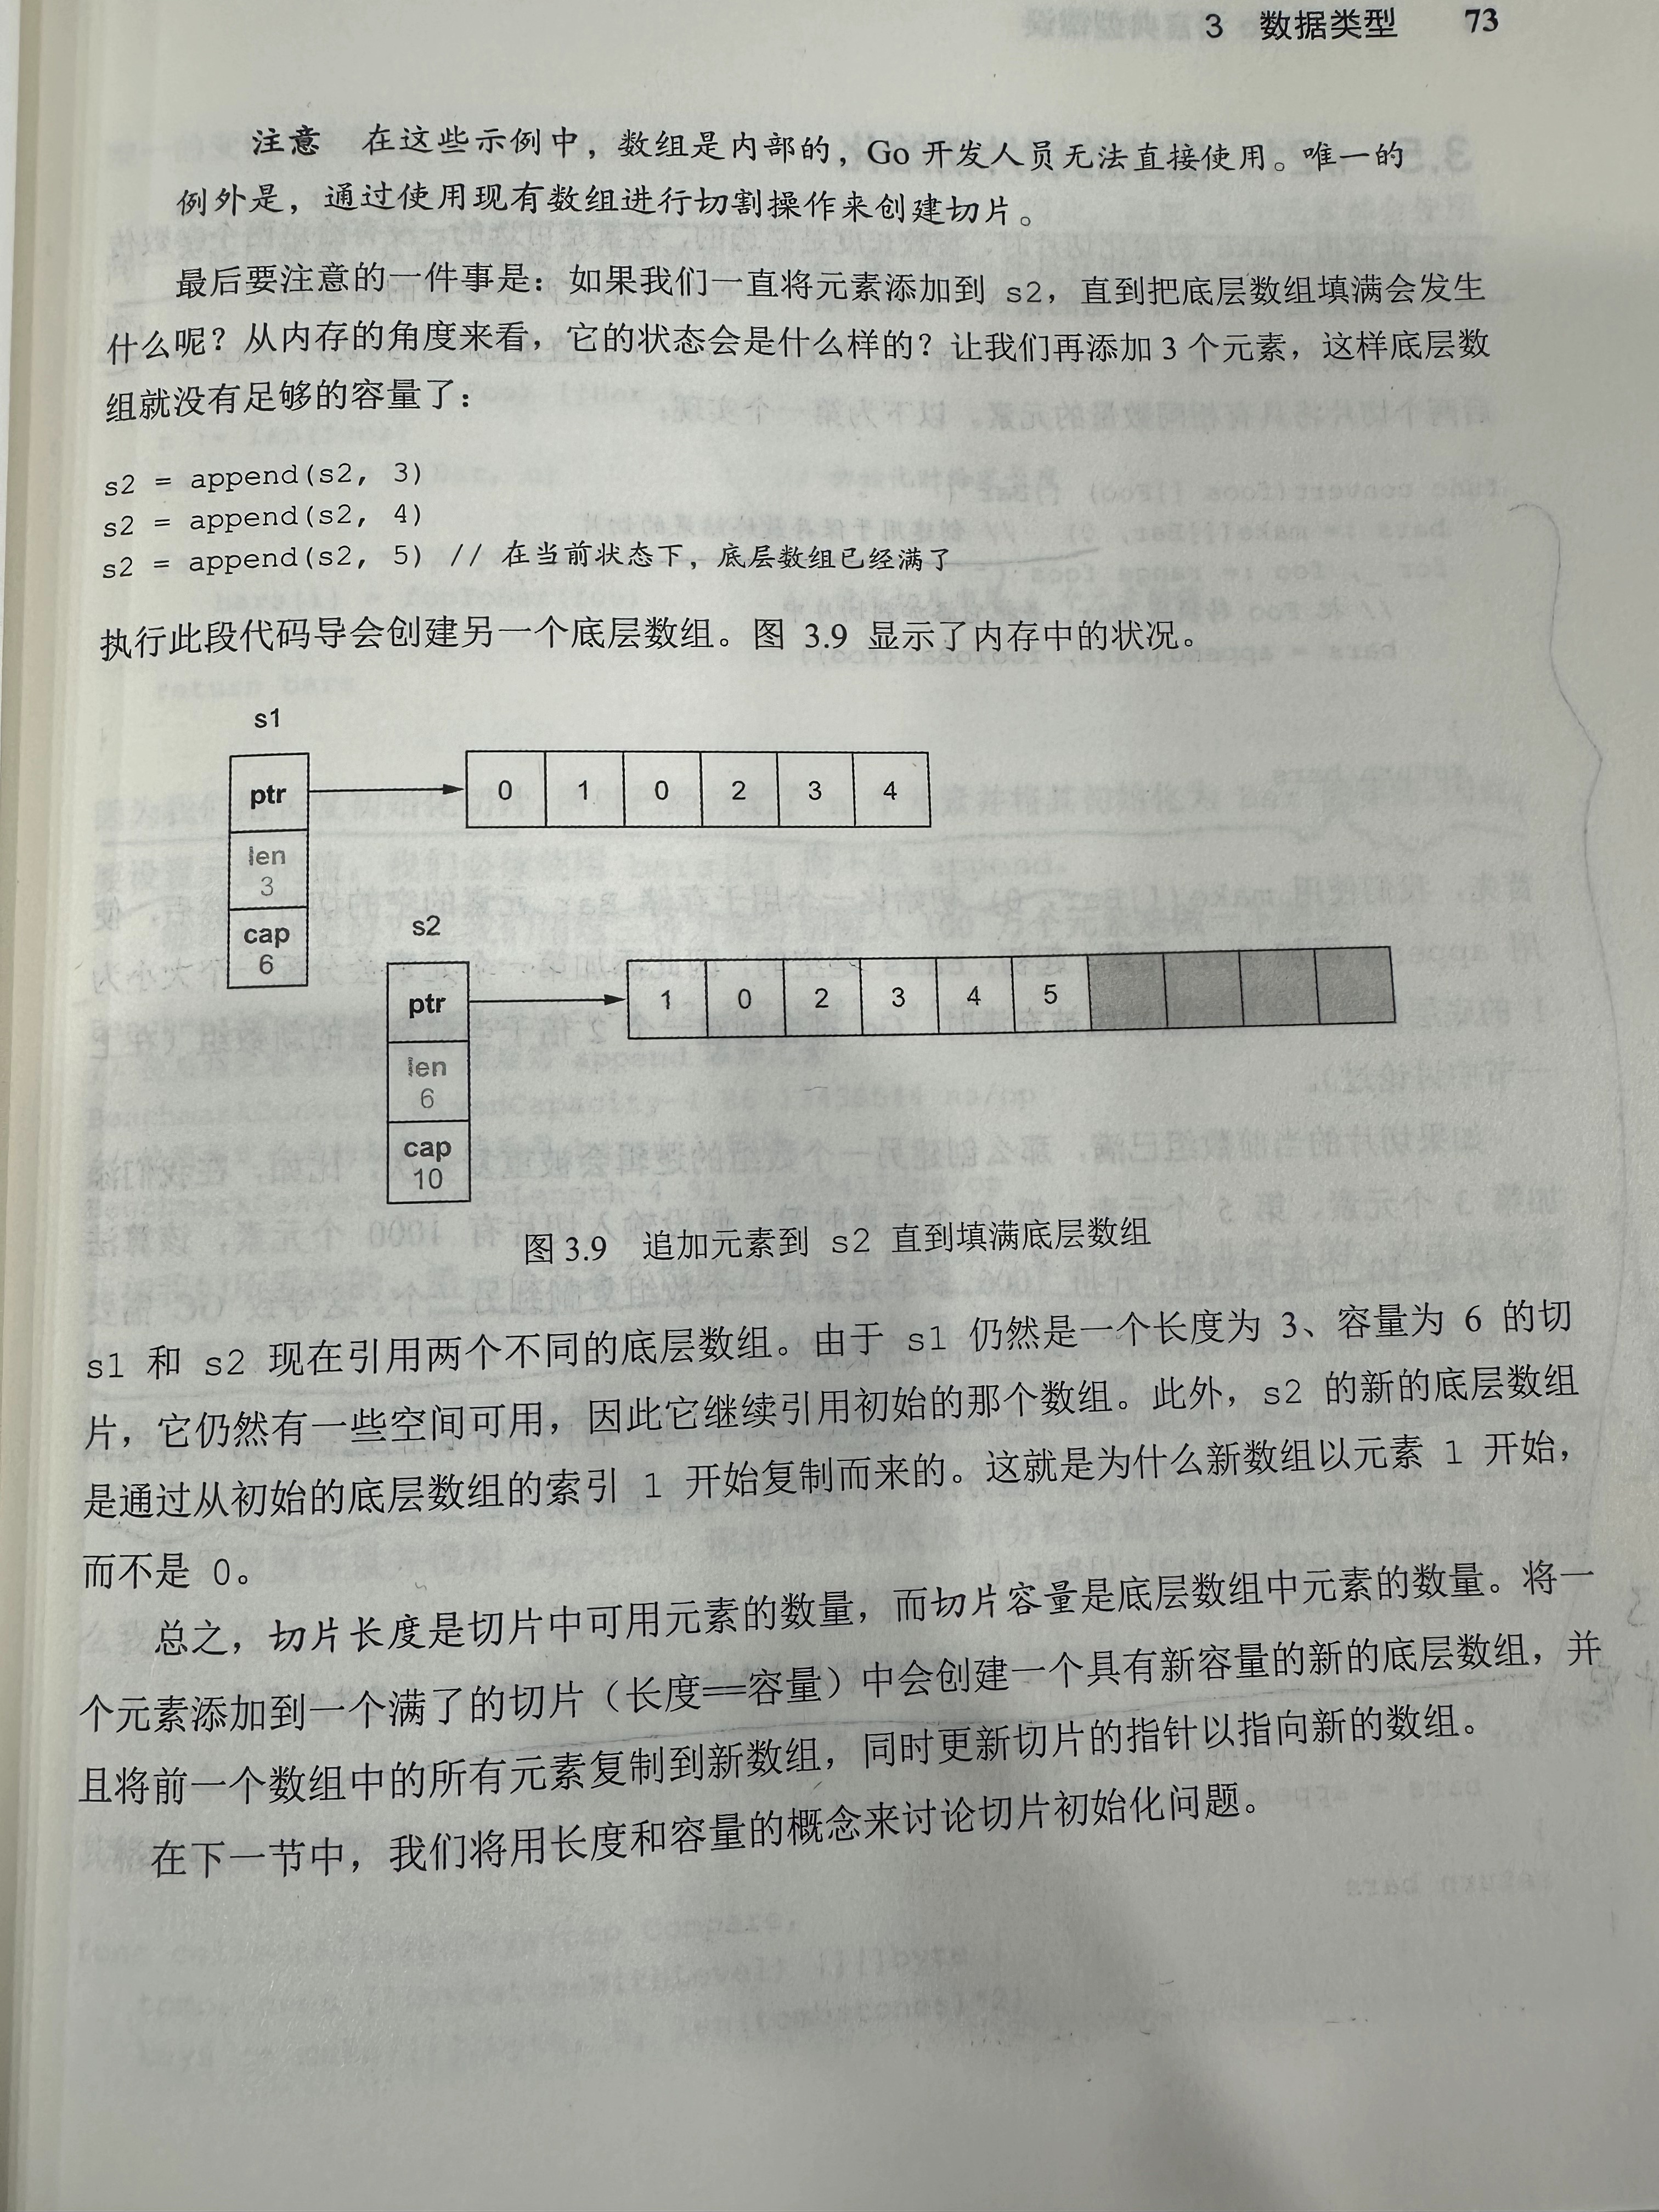 3 数据类型 73
注意 在这些示例中，数组是内部的，Go 开发人员无法直接使用。唯一的
例外是，通过使用现有数组进行切割操作来创建切片。
最后要注意的一件事是：如果我们一直将元素添加到 s2，直到把底层数组填满会发生
什么呢？从内存的角度来看，它的状态会是什么样的？让我们再添加 3 个元素，这样底层数
组就没有足够的容量了：
s2 = append(s2, 3)
s2 = append(s2, 4)
s2 = append(s2, 5) // 在当前状态下，底层数组已经满了
执行此段代码导会创建另一个底层数组。图 3.9 显示了内存中的状况。
s1
ptr 0 1 0 2 3 4
len
3
cap
6
s2
ptr 1 0 2 3 4 5
len
6
cap
10
图 3.9 追加元素到 s2 直到填满底层数组
s1 和 s2 现在引用两个不同的底层数组。由于 s1 仍然是一个长度为 3、容量为 6 的切
片，它仍然有一些空间可用，因此它继续引用初始的那个数组。此外，s2 的新的底层数组
是通过从初始的底层数组的索引 1 开始复制而来的。这就是为什么新数组以元素 1 开始，
而不是 0。
总之，切片长度是切片中可用元素的数量，而切片容量是底层数组中元素的数量。将一
个元素添加到一个满了的切片（长度==容量）中会创建一个具有新容量的新的底层数组，并
且将前一个数组中的所有元素复制到新数组，同时更新切片的指针以指向新的数组。
在下一节中，我们将用长度和容量的概念来讨论切片初始化问题。